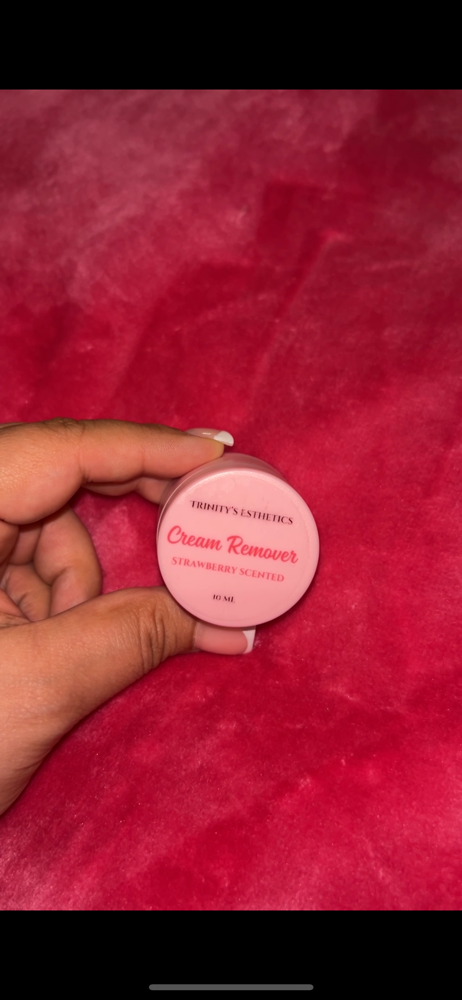 TRINITY'S ESTHETICS
Cream Remover
STRAWBERRY SCENTED
10 ML